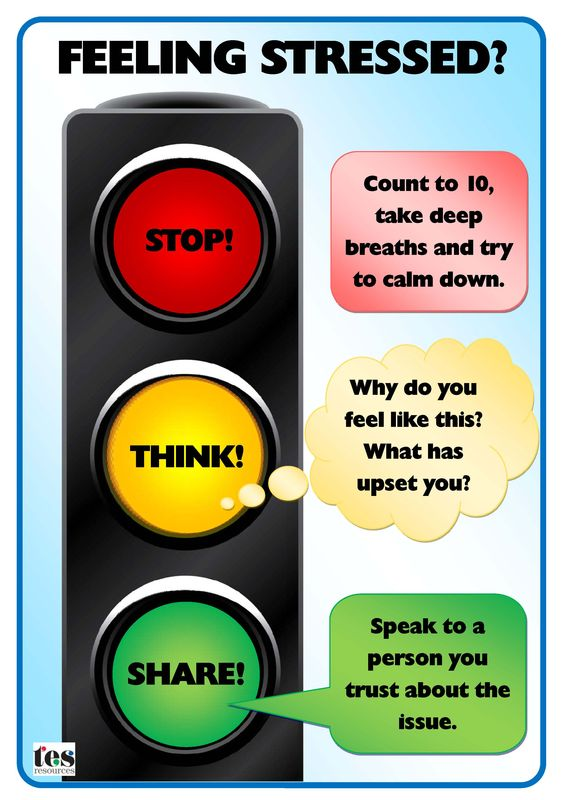 FEELING STRESSED?
STOP!
Count to 10,
take deep
breaths and try
to calm down.
THINK!
Why do you
feel like this?
What has
upset you?
SHARE!
Speak to a
person you
trust about the
issue.
tes
resources